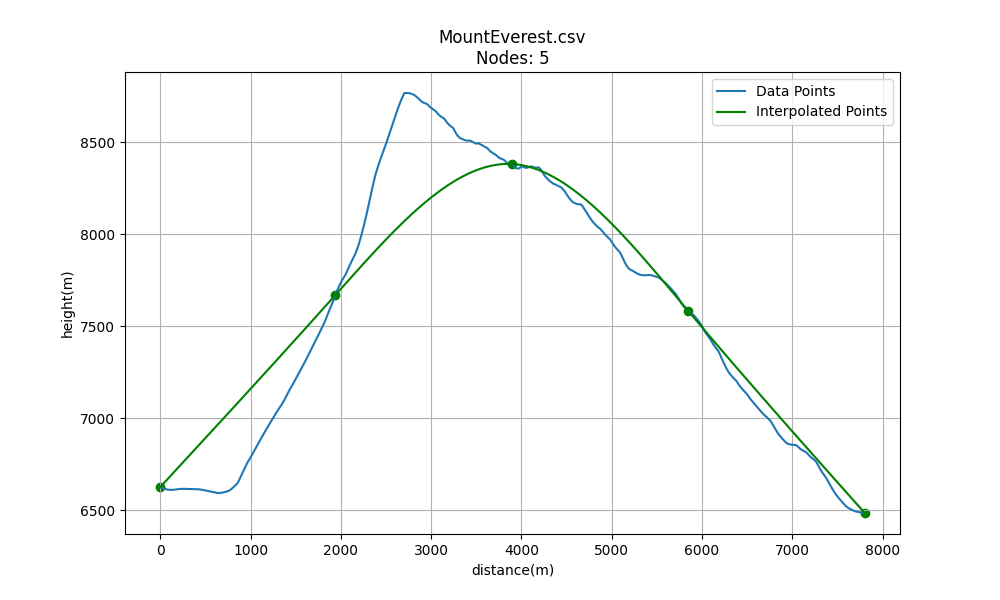 MountEverest.csv
Nodes: 5
Data Points
Interpolated Points
height(m)
8500
8000
7500
7000
6500
0 1000 2000 3000 4000 5000 6000 7000 8000
distance(m)